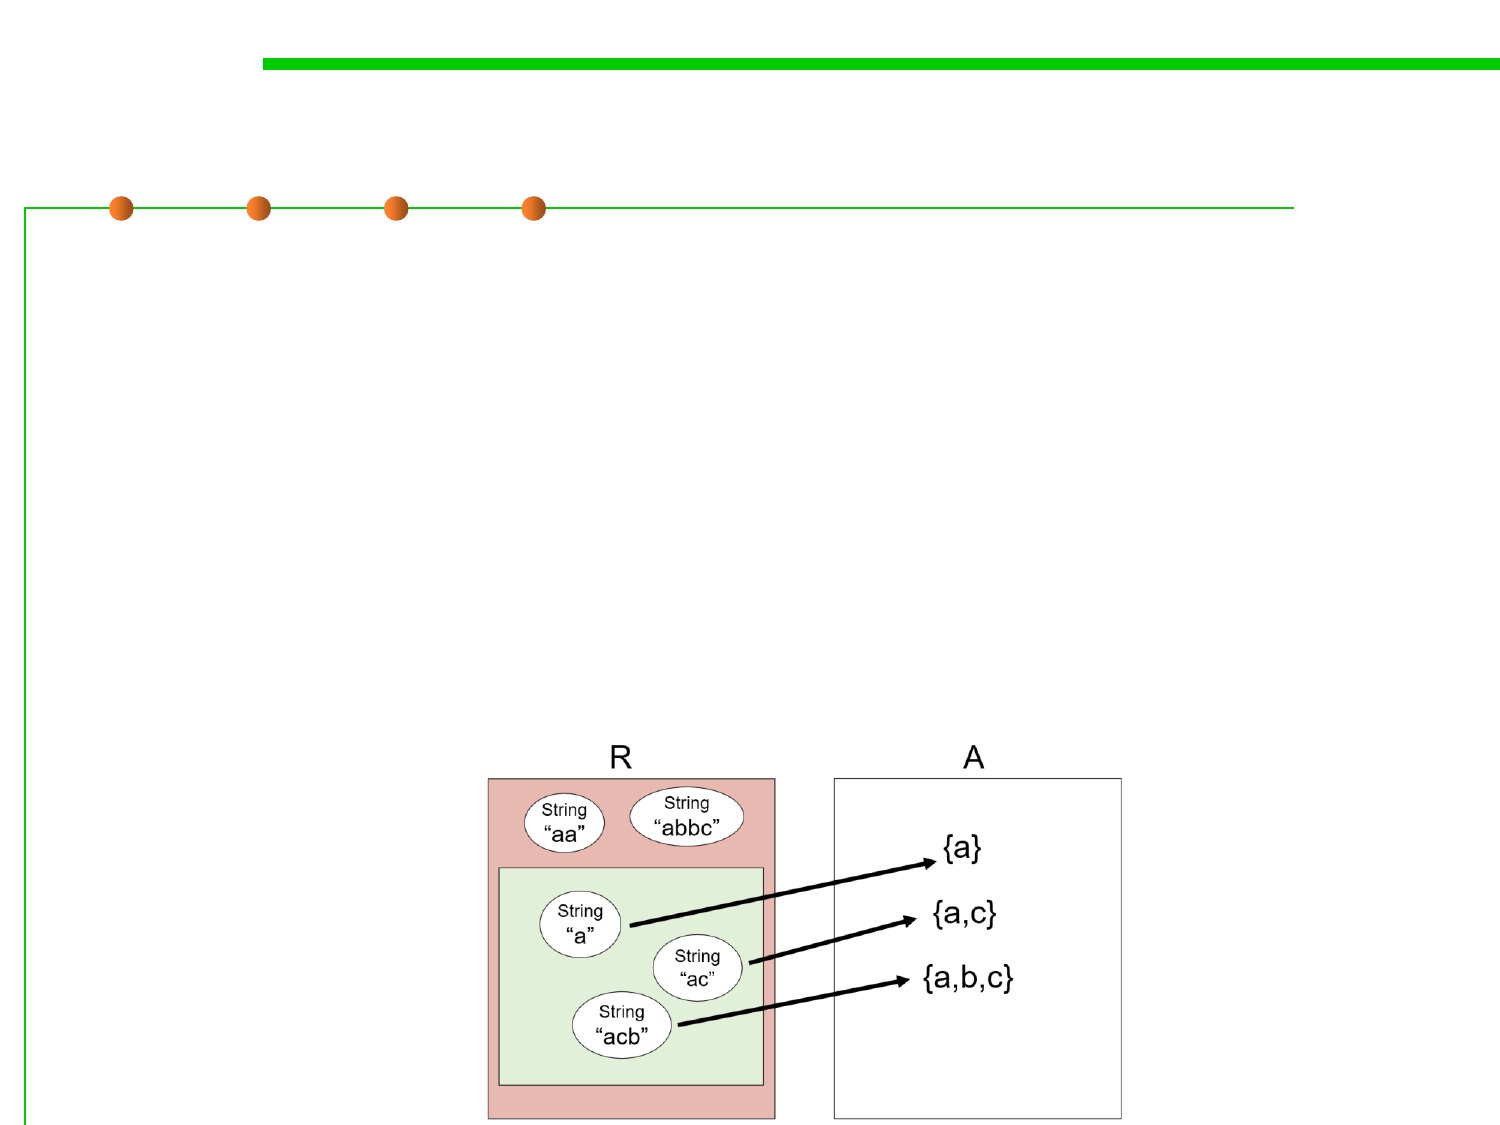 R
A
String
“aa”
String
“abbc”
{a}
String
“a”
{a,c}
String
“ac”
{a,b,c}
String
“acb”